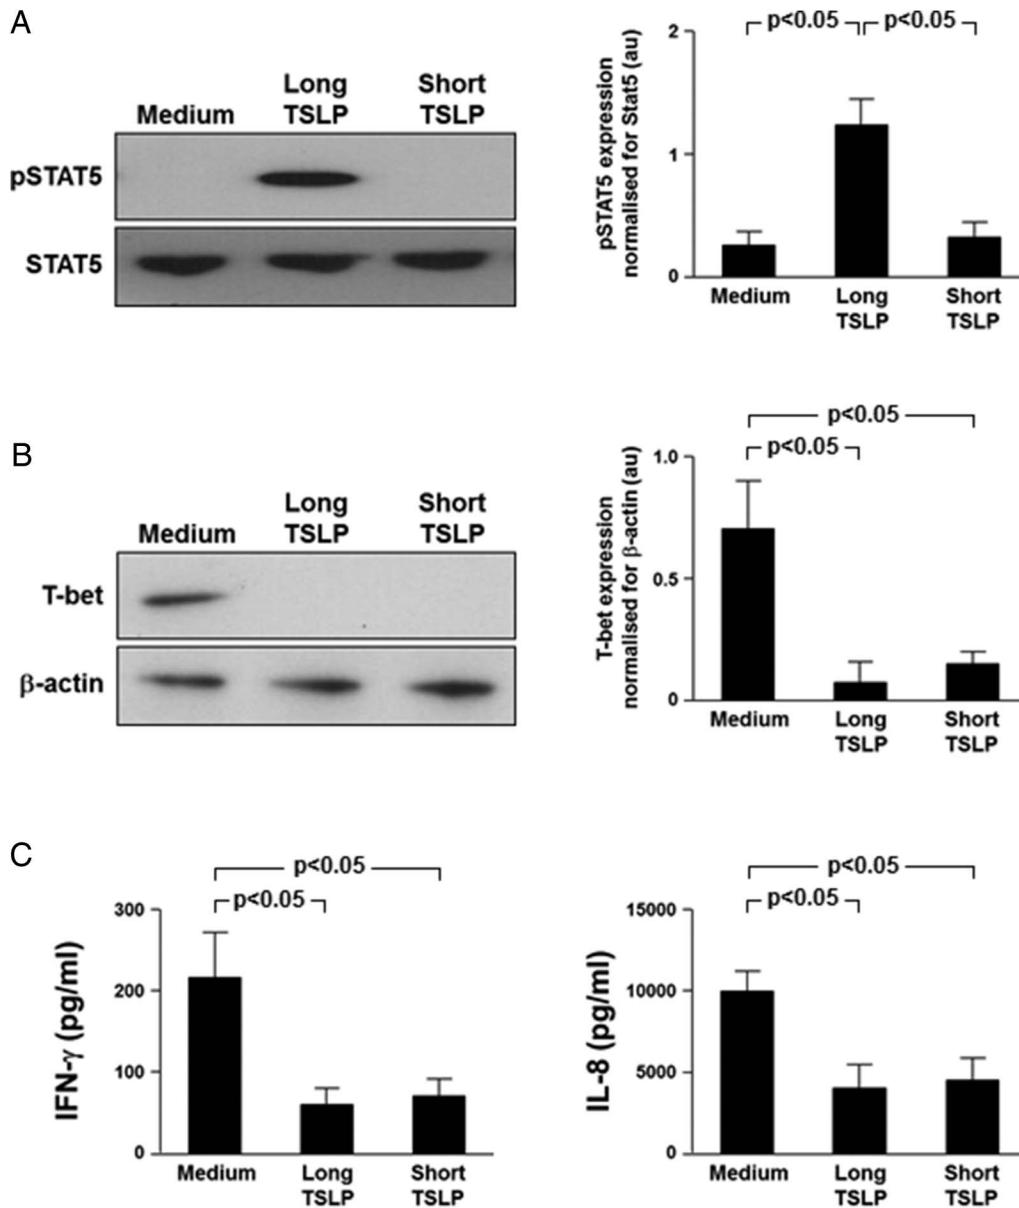 A
Medium
Long
TSLP
Short
TSLP
pSTAT5
STAT5
pSTAT5 expression
normalised for Stat5 (au)
p<0.05
p<0.05
2
1
0
Medium
Long
TSLP
Short
TSLP
B
Medium
Long
TSLP
Short
TSLP
T-bet
β-actin
T-bet expression
normalised for β-actin (au)
p<0.05
p<0.05
1.0
0.5
0
Medium
Long
TSLP
Short
TSLP
C
IFN-γ (pg/ml)
p<0.05
p<0.05
300
200
100
0
Medium
Long
TSLP
Short
TSLP
IL-8 (pg/ml)
p<0.05
p<0.05
15000
10000
5000
0
Medium
Long
TSLP
Short
TSLP